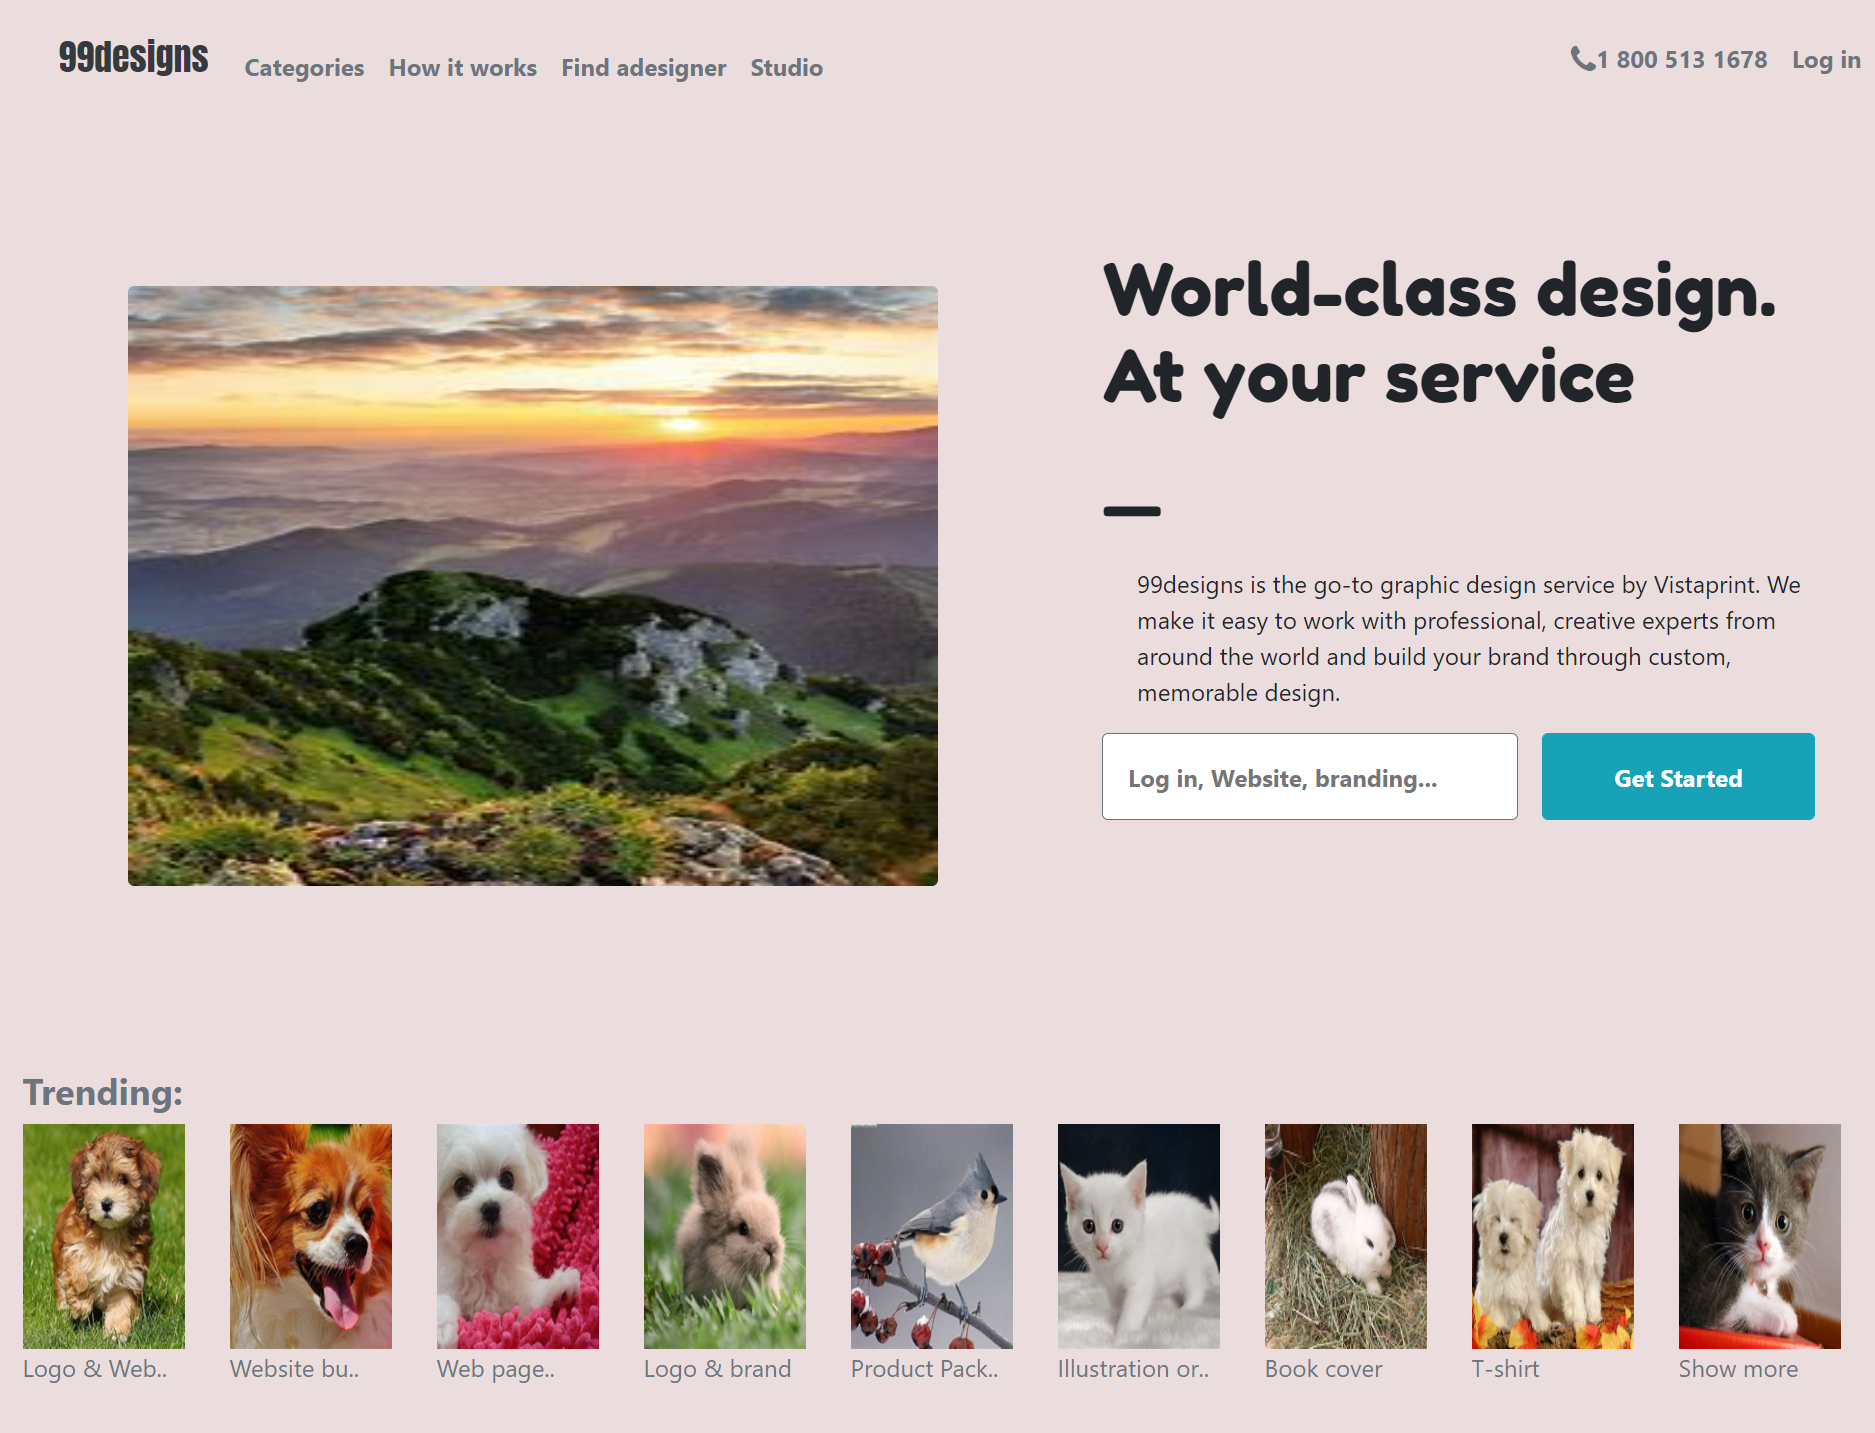 99designs
Categories How it works Find adesigner Studio
1 800 513 1678 Log in
World-class design.
At your service
99designs is the go-to graphic design service by Vistaprint. We
make it easy to work with professional, creative experts from
around the world and build your brand through custom,
memorable design.
Log in, Website, branding...
Get Started
Trending:
Logo & Web..
Website bu..
Web page..
Logo & brand
Product Pack..
Illustration or..
Book cover
T-shirt
Show more